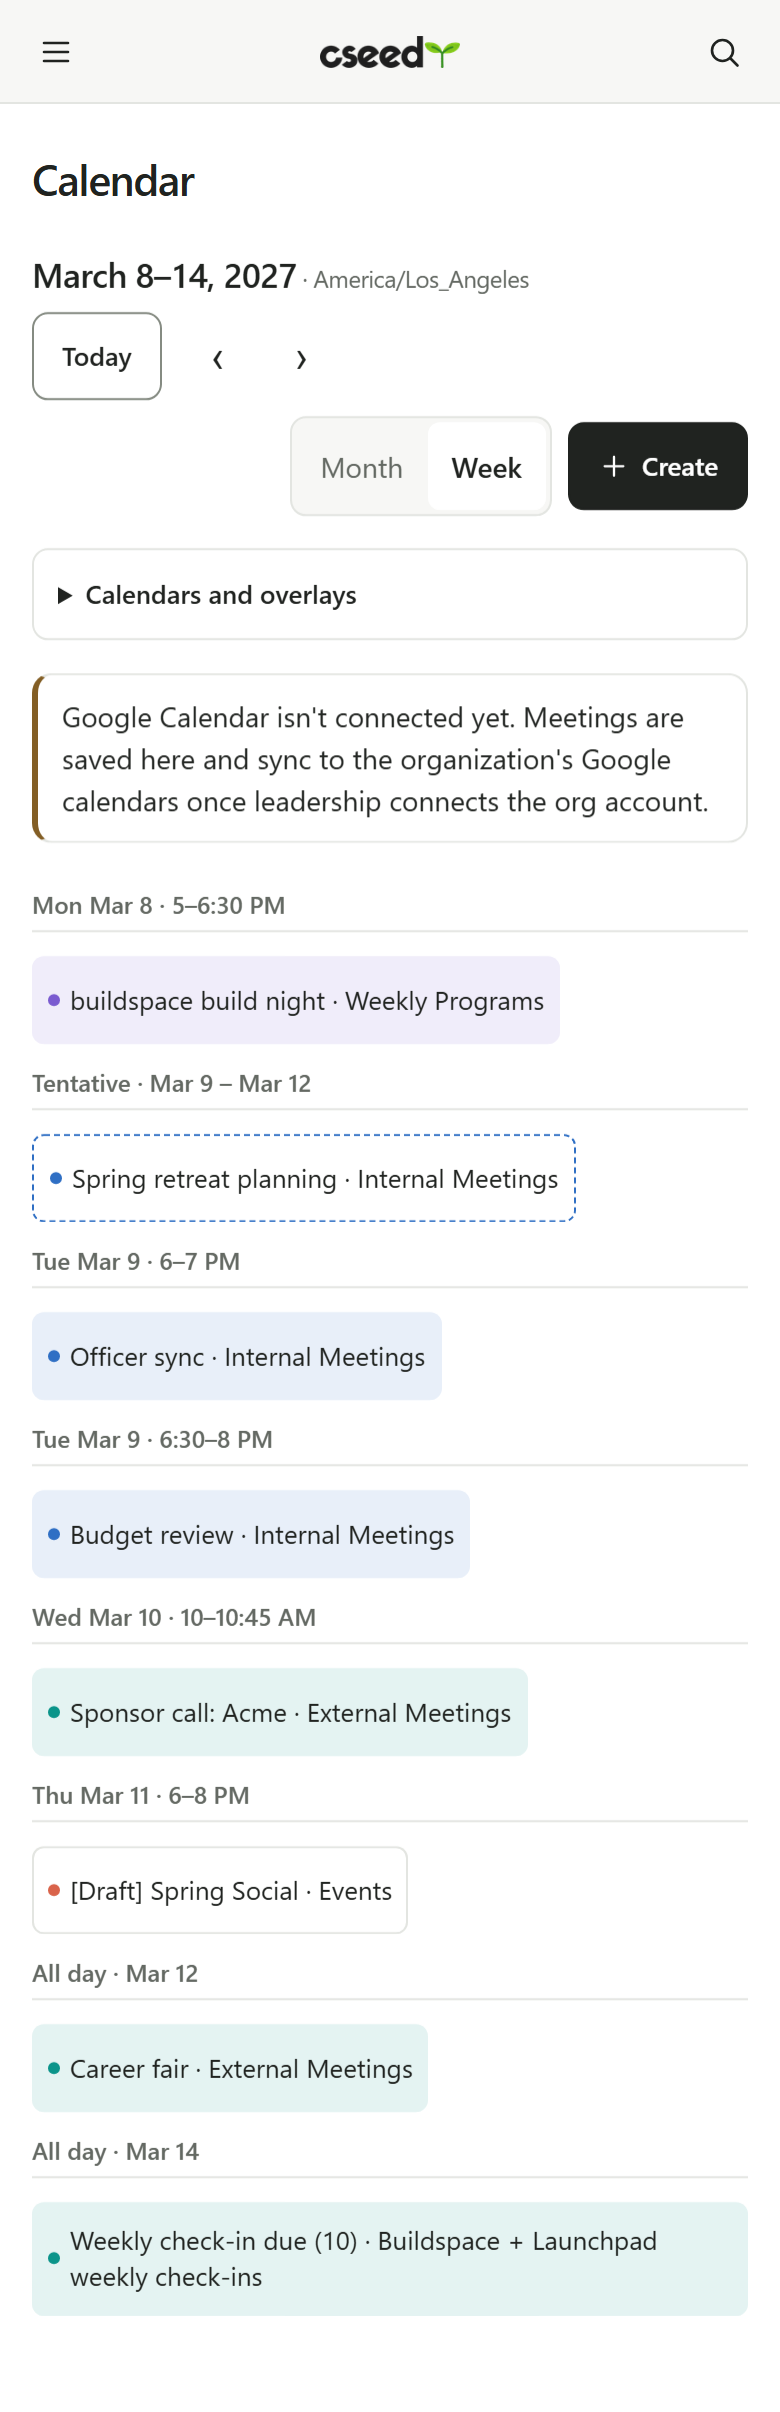 cseed
Calendar
March 8–14, 2027 · America/Los_Angeles
Today ‹ ›
Month Week + Create
▶ Calendars and overlays
Google Calendar isn't connected yet. Meetings are
saved here and sync to the organization's Google
calendars once leadership connects the org account.
Mon Mar 8 · 5–6:30 PM
buildspace build night · Weekly Programs
Tentative · Mar 9 – Mar 12
Spring retreat planning · Internal Meetings
Tue Mar 9 · 6–7 PM
Officer sync · Internal Meetings
Tue Mar 9 · 6:30–8 PM
Budget review · Internal Meetings
Wed Mar 10 · 10–10:45 AM
Sponsor call: Acme · External Meetings
Thu Mar 11 · 6–8 PM
[Draft] Spring Social · Events
All day · Mar 12
Career fair · External Meetings
All day · Mar 14
Weekly check-in due (10) · Buildspace + Launchpad
weekly check-ins